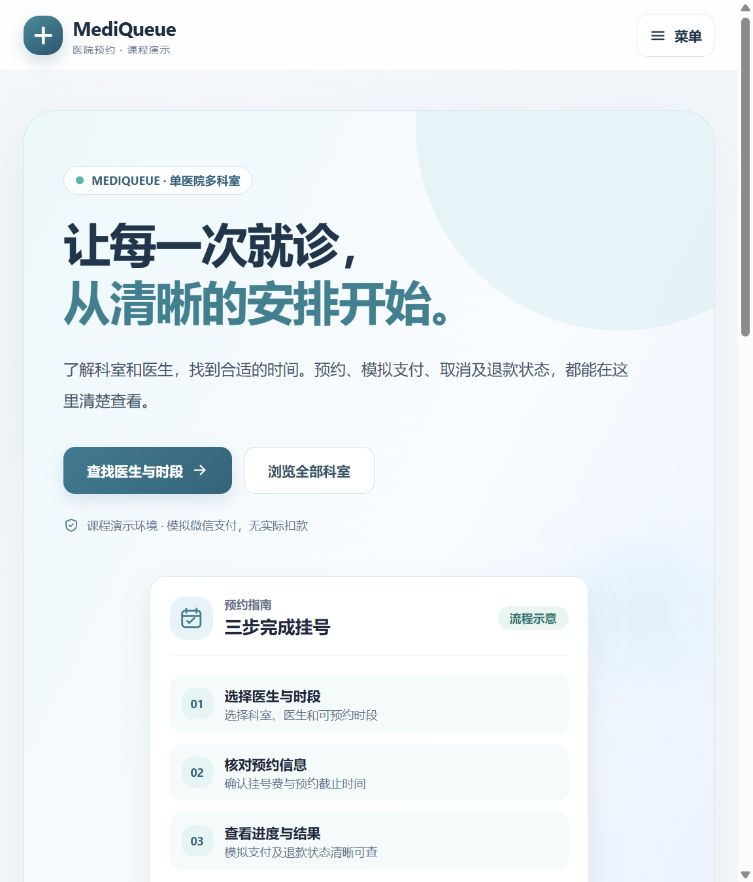 MediQueue
医院预约 · 课程演示
菜单
MEDIQUEUE · 单医院多科室
让每一次就诊，
从清晰的安排开始。
了解科室和医生，找到合适的时间。预约、模拟支付、取消及退款状态，都能在这
里清楚查看。
查找医生与时段 →
浏览全部科室
课程演示环境 · 模拟微信支付，无实际扣款
预约指南
三步完成挂号
流程示意
01
选择医生与时段
选择科室、医生和可预约时段
02
核对预约信息
确认挂号费与预约截止时间
03
查看进度与结果
模拟支付及退款状态清晰可查